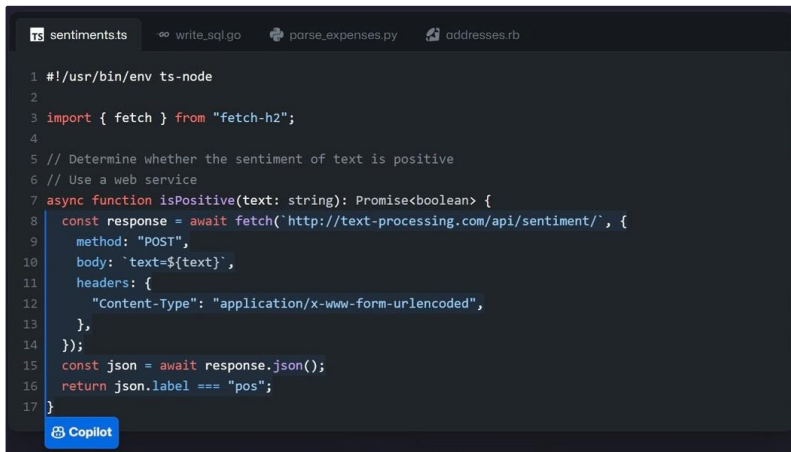 TS sentiments.ts write_sql.go parse_expenses.py addresses.rb
1 #!/usr/bin/env ts-node
2
3 import { fetch } from "fetch-h2";
4
5 // Determine whether the sentiment of text is positive
6 // Use a web service
7 async function isPositive(text: string): Promise<boolean> {
8   const response = await fetch(`http://text-processing.com/api/sentiment/`, {
9     method: "POST",
10     body: `text=${text}`,
11     headers: {
12       "Content-Type": "application/x-www-form-urlencoded",
13     },
14   });
15   const json = await response.json();
16   return json.label === "pos";
17 }
Copilot